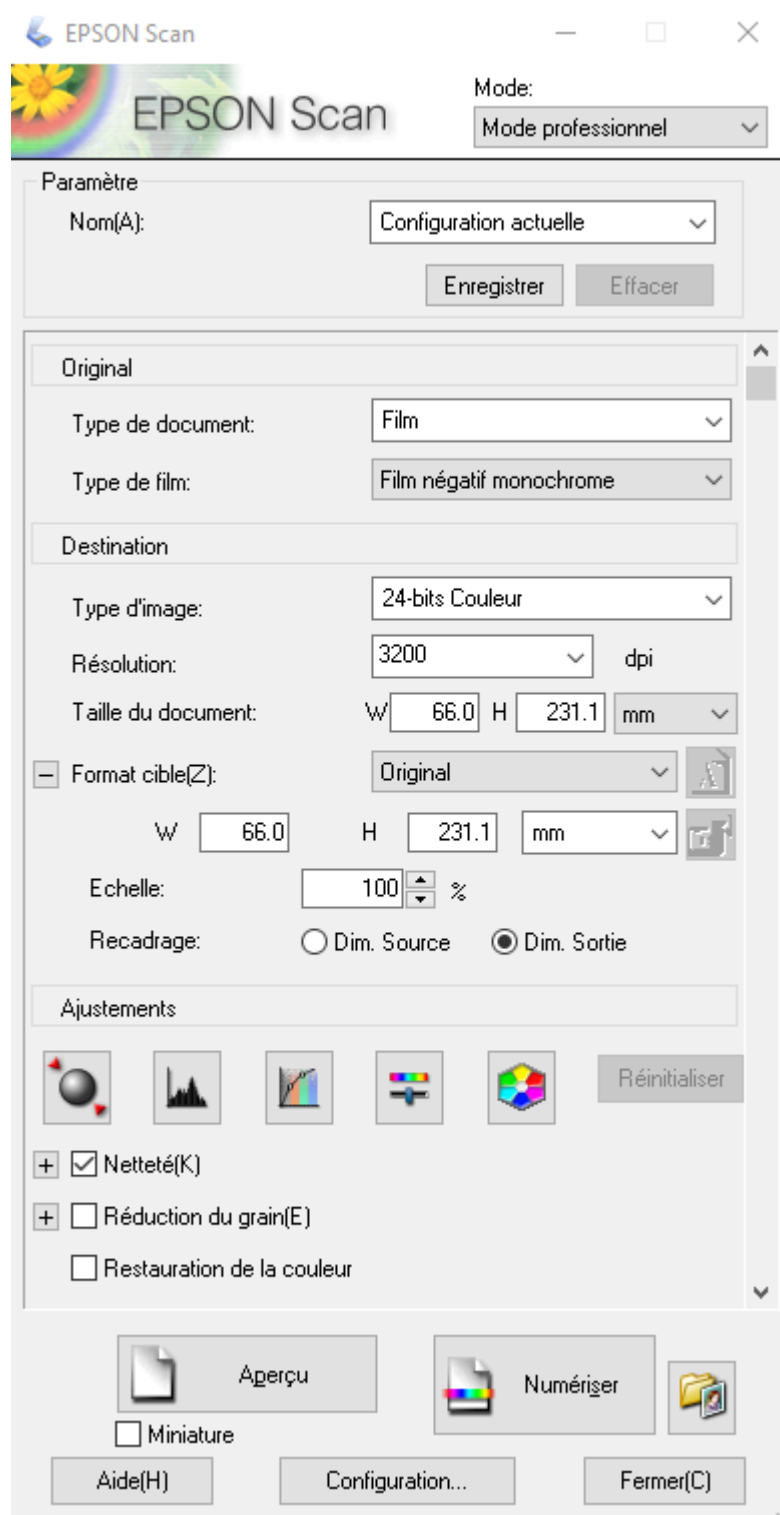 EPSON Scan
EPSON Scan
Mode:
Mode professionnel
Paramètre
Nom(A): Configuration actuelle
Enregistrer Effacer
Original
Type de document: Film
Type de film: Film négatif monochrome
Destination
Type d'image: 24-bits Couleur
Résolution: 3200 dpi
Taille du document: W 66.0 H 231.1 mm
Format cible(Z): Original
W 66.0 H 231.1 mm
Echelle: 100 %
Recadrage: Dim. Source Dim. Sortie
Ajustements
Réinitialiser
Netteté(K)
Réduction du grain(E)
Restauration de la couleur
Aperçu Numériser
Miniature
Aide(H) Configuration... Fermer(C)